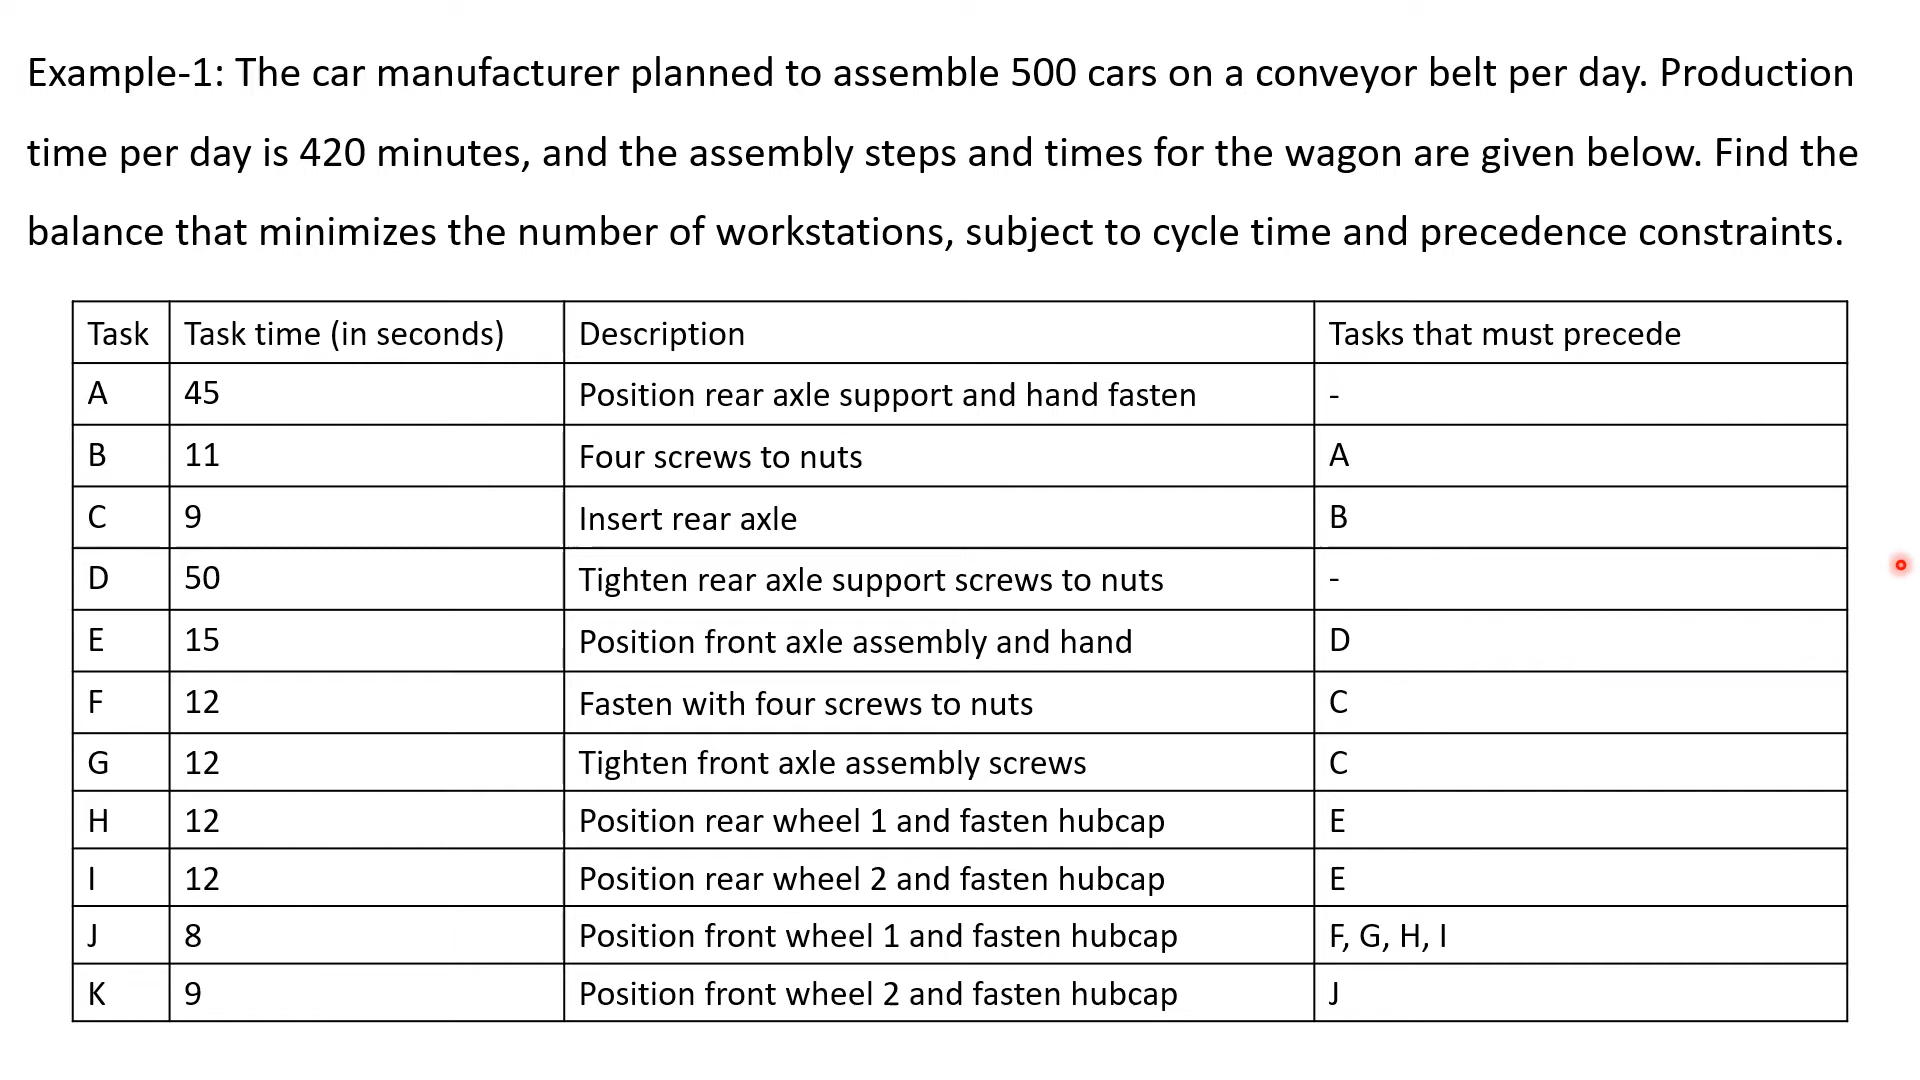 Example-1: The car manufacturer planned to assemble 500 cars on a conveyor belt per day. Production
time per day is 420 minutes, and the assembly steps and times for the wagon are given below. Find the
balance that minimizes the number of workstations, subject to cycle time and precedence constraints.
Task Task time (in seconds) Description Tasks that must precede
A 45 Position rear axle support and hand fasten -
B 11 Four screws to nuts A
C 9 Insert rear axle B
D 50 Tighten rear axle support screws to nuts -
E 15 Position front axle assembly and hand D
F 12 Fasten with four screws to nuts C
G 12 Tighten front axle assembly screws C
H 12 Position rear wheel 1 and fasten hubcap E
I 12 Position rear wheel 2 and fasten hubcap E
J 8 Position front wheel 1 and fasten hubcap F, G, H, I
K 9 Position front wheel 2 and fasten hubcap J